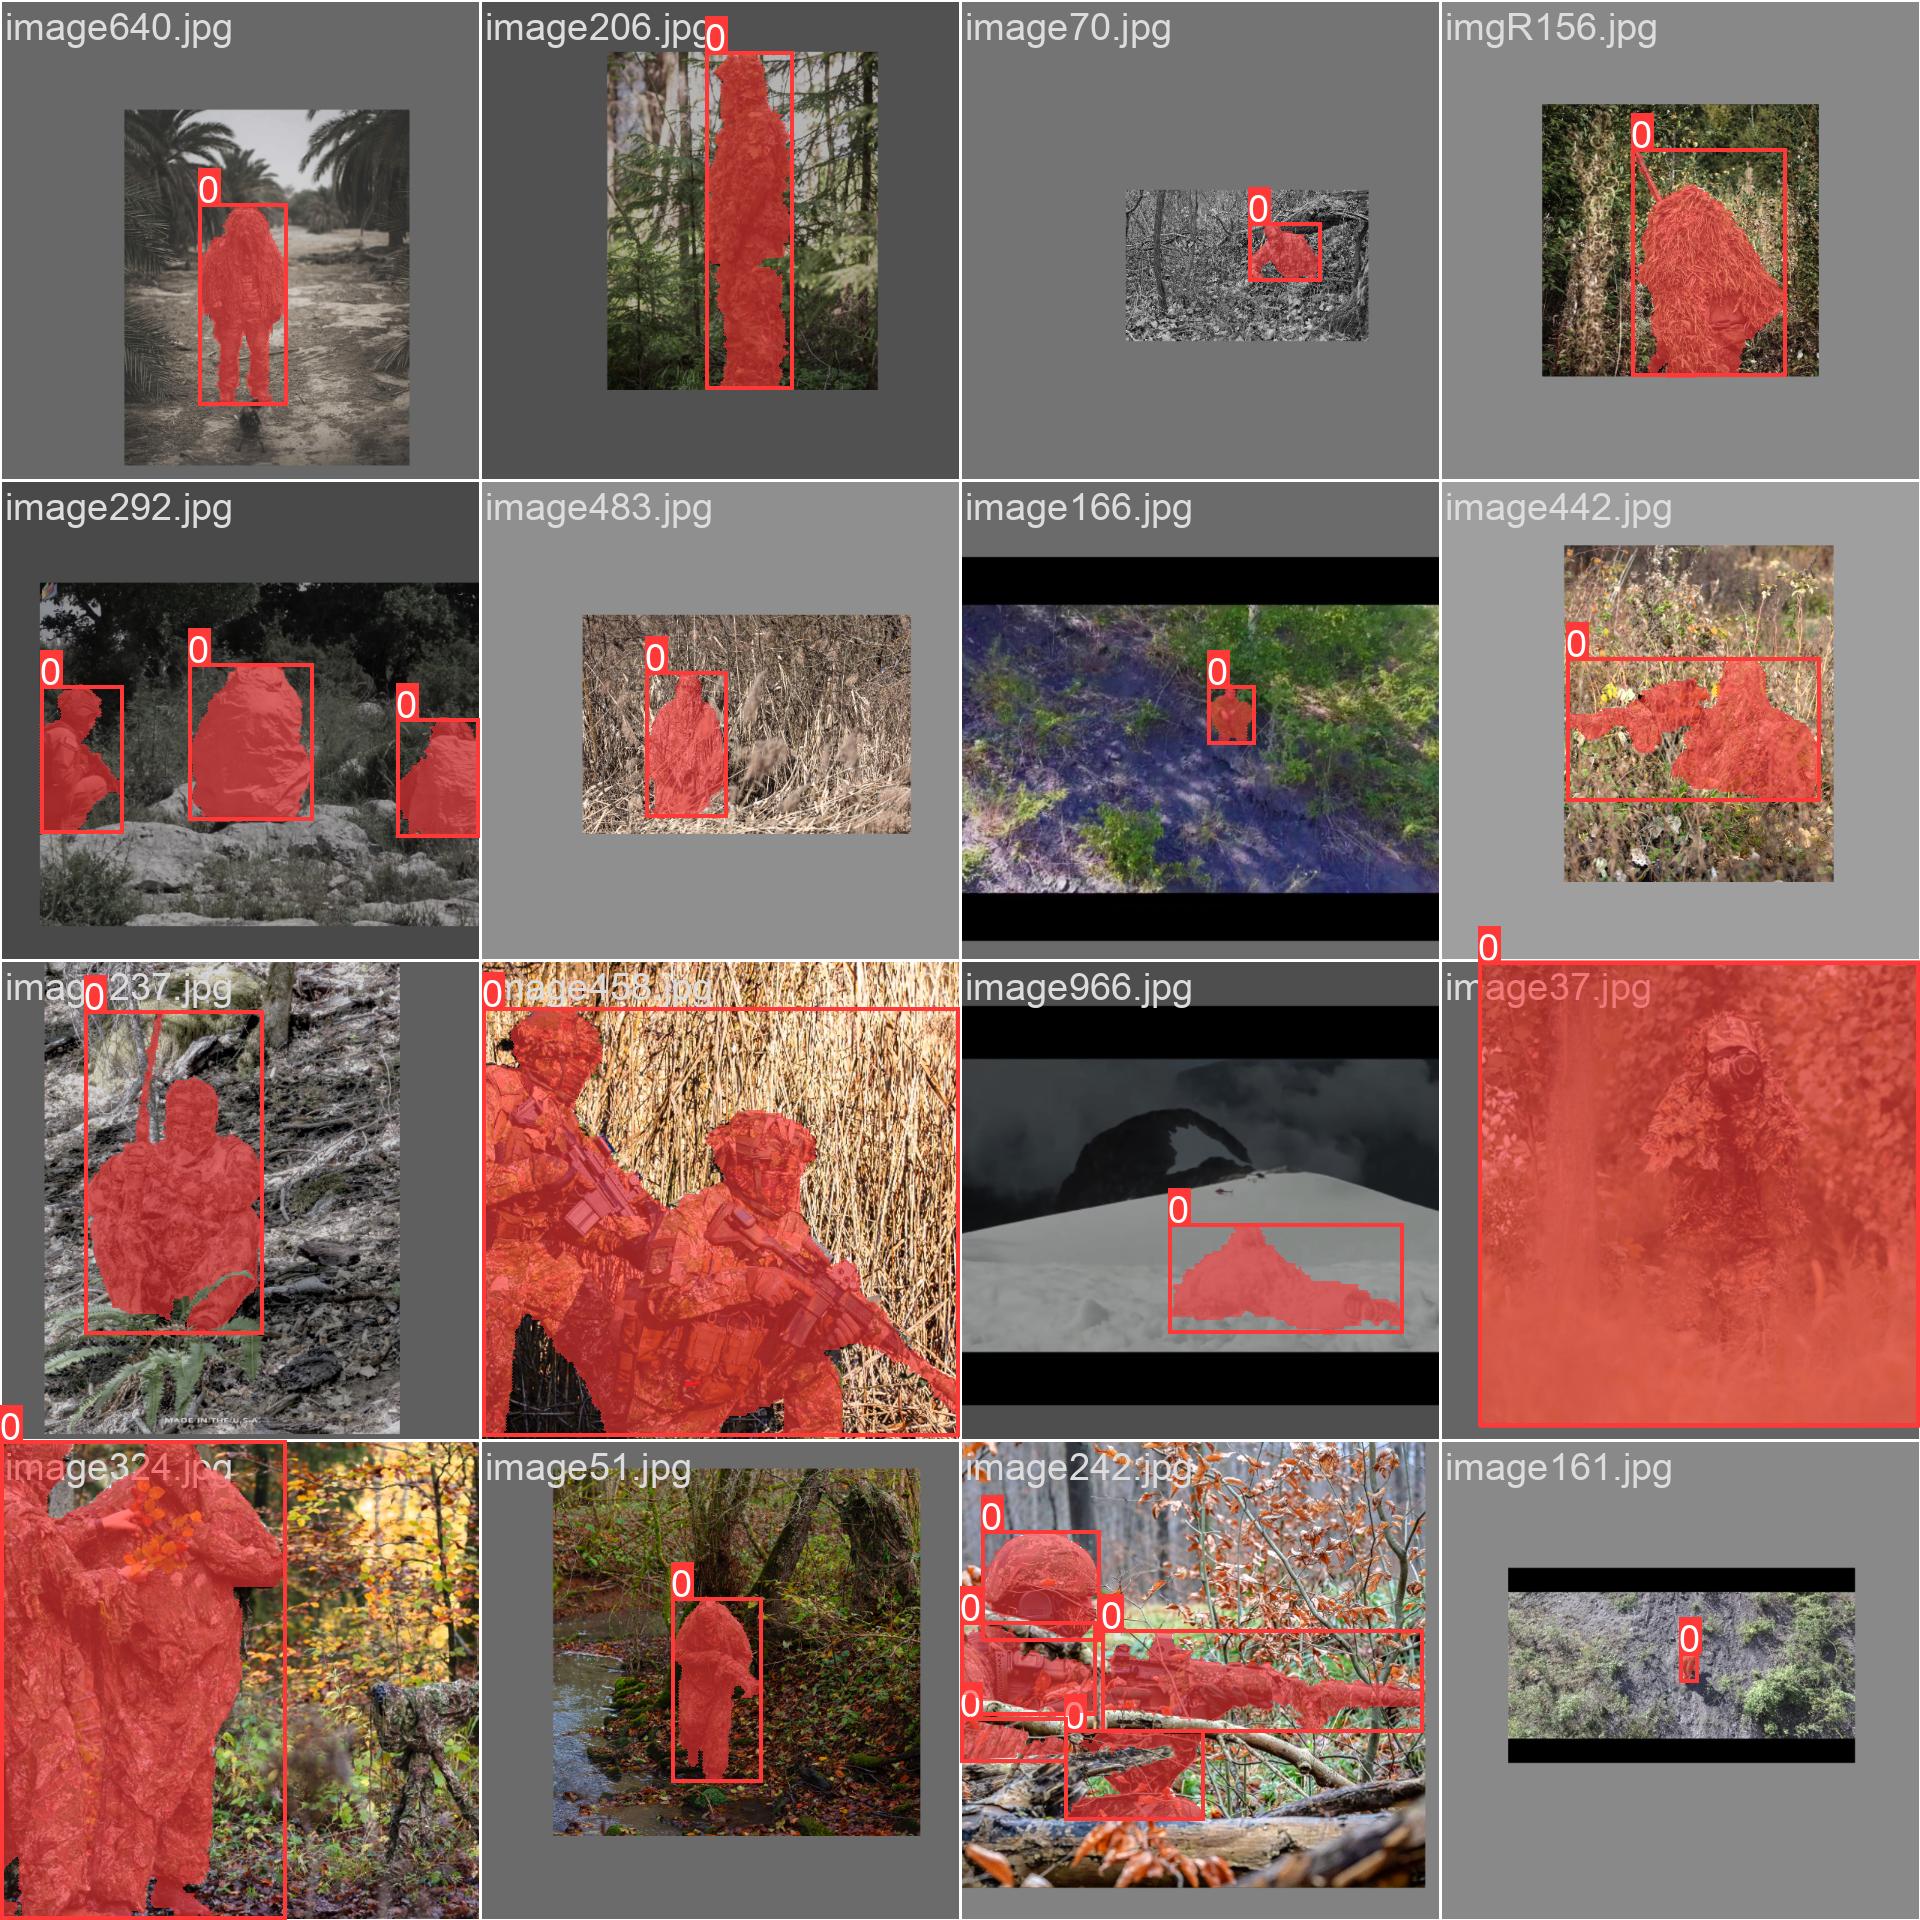 image640.jpg
0
image206.jpg
0
image70.jpg
0
imgR156.jpg
0
image292.jpg
0
0
0
image483.jpg
0
image166.jpg
0
image442.jpg
0
image237.jpg
0
image458.jpg
0
image966.jpg
0
image37.jpg
0
MADE IN THE U.S.A
image324.jpg
0
image51.jpg
0
image242.jpg
0
0
0
0
0
image161.jpg
0